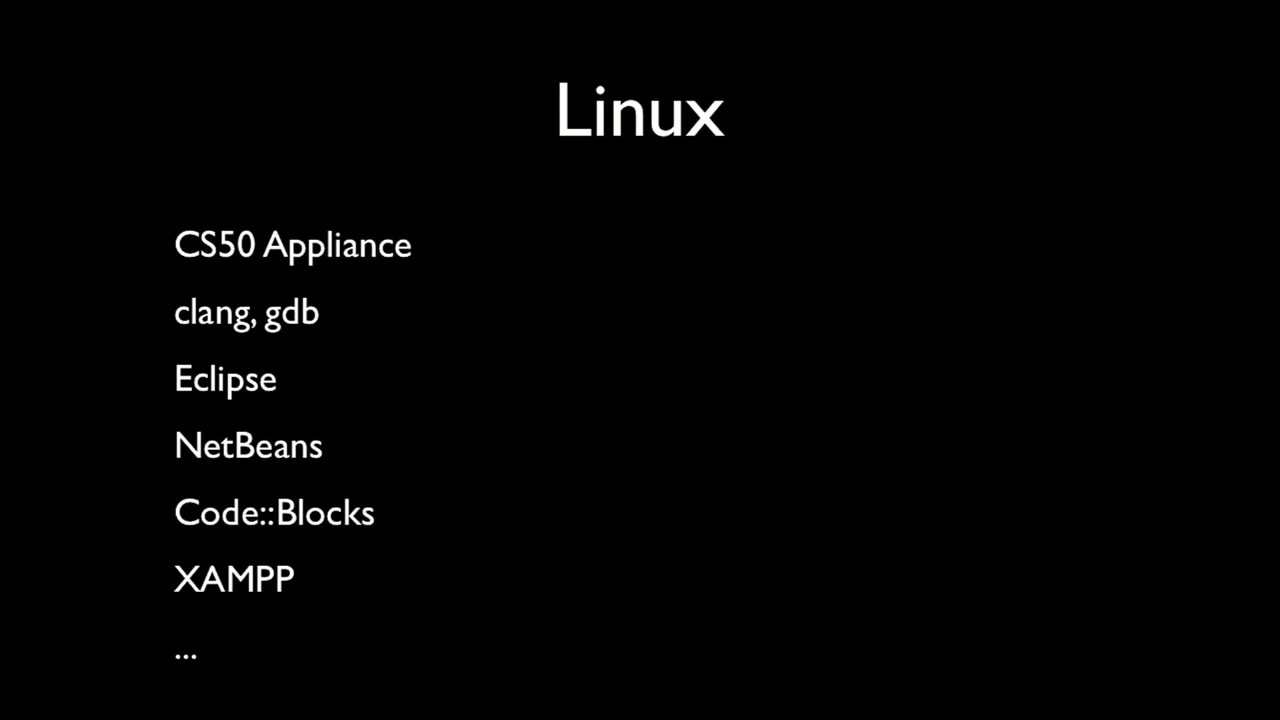 Linux
CS50 Appliance
clang, gdb
Eclipse
NetBeans
Code::Blocks
XAMPP
...